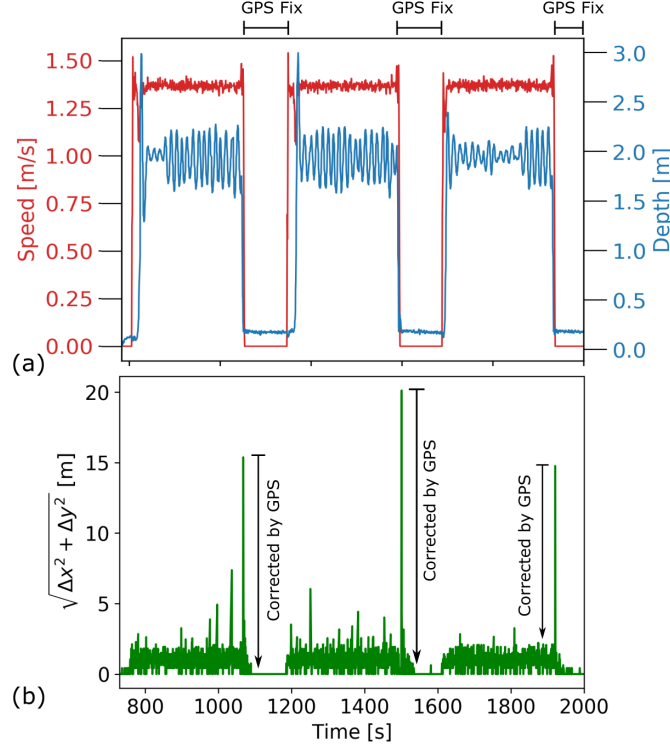 GPS Fix GPS Fix GPS Fix
1.50
1.25
1.00
0.75
0.50
0.25
0.00
Speed [m/s]
3.0
2.5
2.0
1.5
1.0
0.5
0.0
Depth [m]
(a)
20
15
10
5
0
√Δx² + Δy² [m]
Corrected by GPS
Corrected by GPS
Corrected by GPS
(b)
800 1000 1200 1400 1600 1800 2000
Time [s]